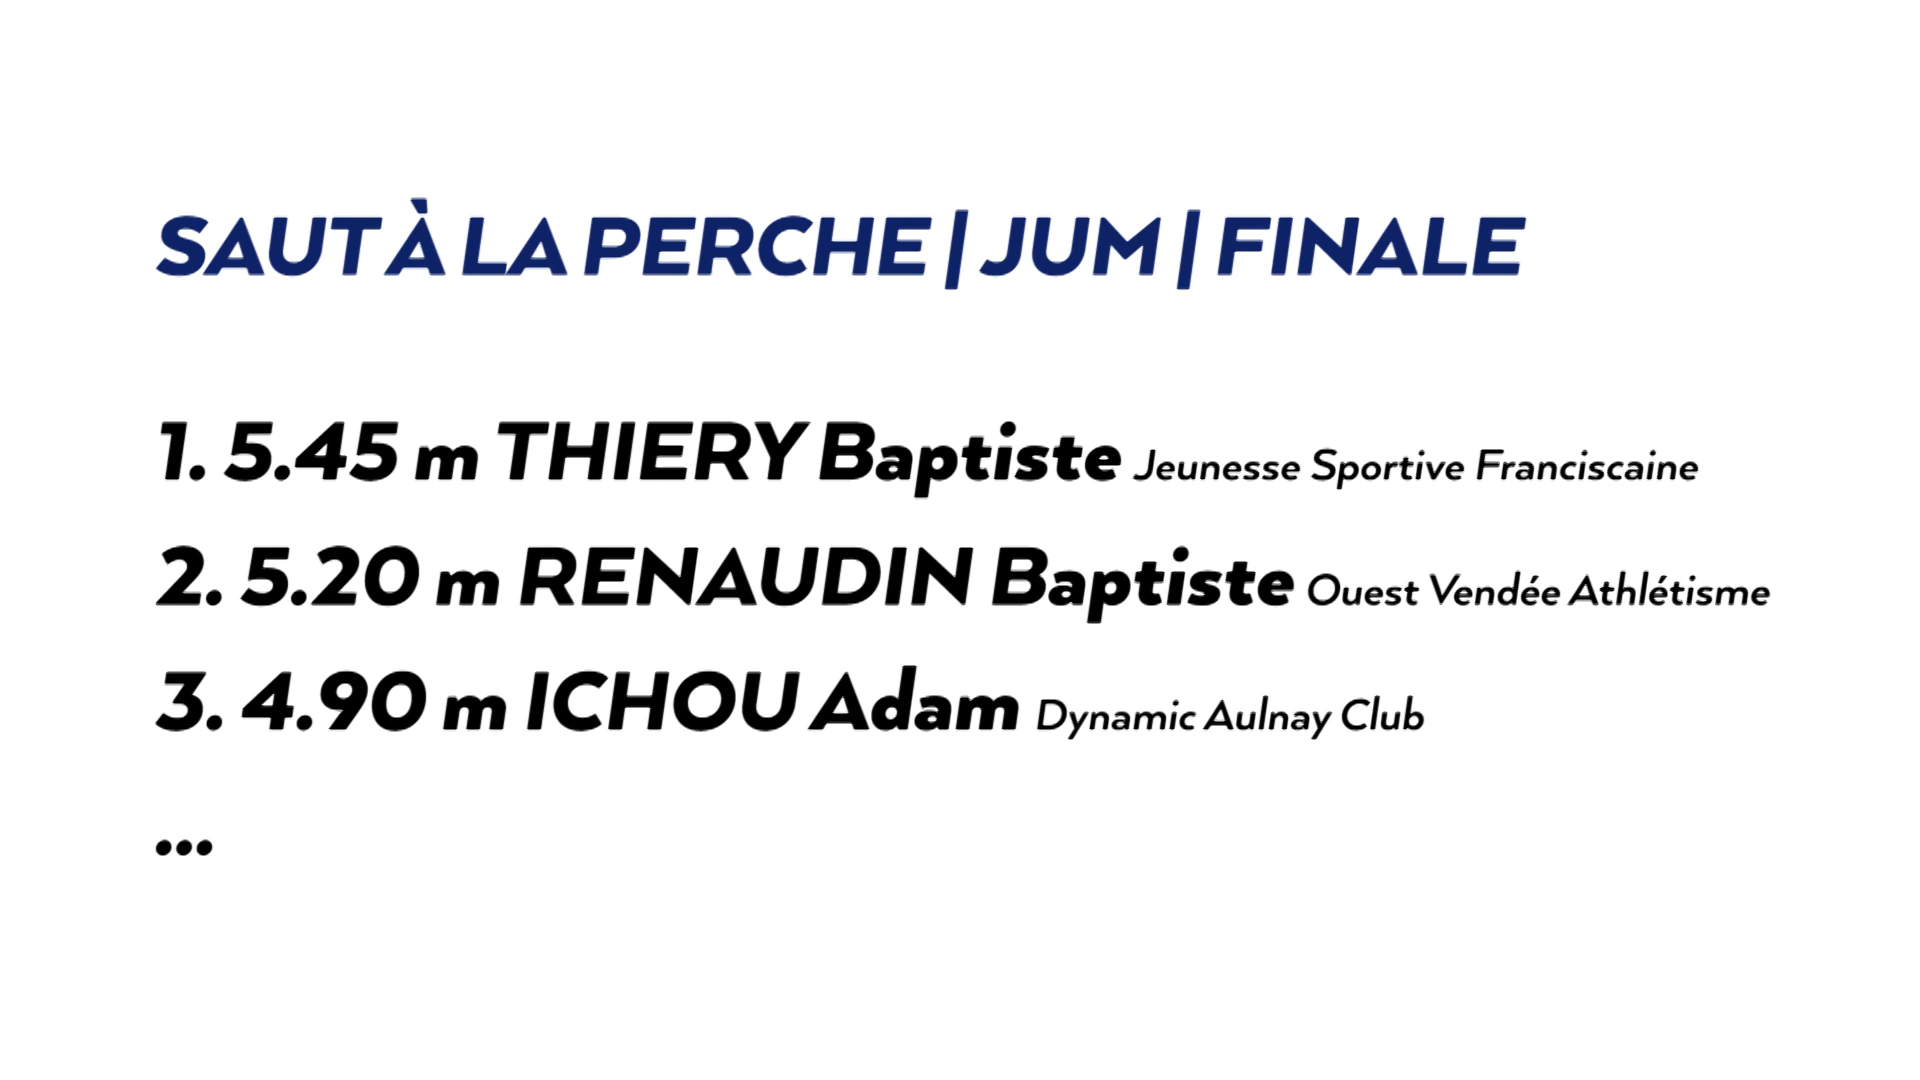 SAUT À LA PERCHE | JUM | FINALE
1. 5.45 m THIERY Baptiste Jeunesse Sportive Franciscaine
2. 5.20 m RENAUDIN Baptiste Ouest Vendée Athlétisme
3. 4.90 m ICHOU Adam Dynamic Aulnay Club
...